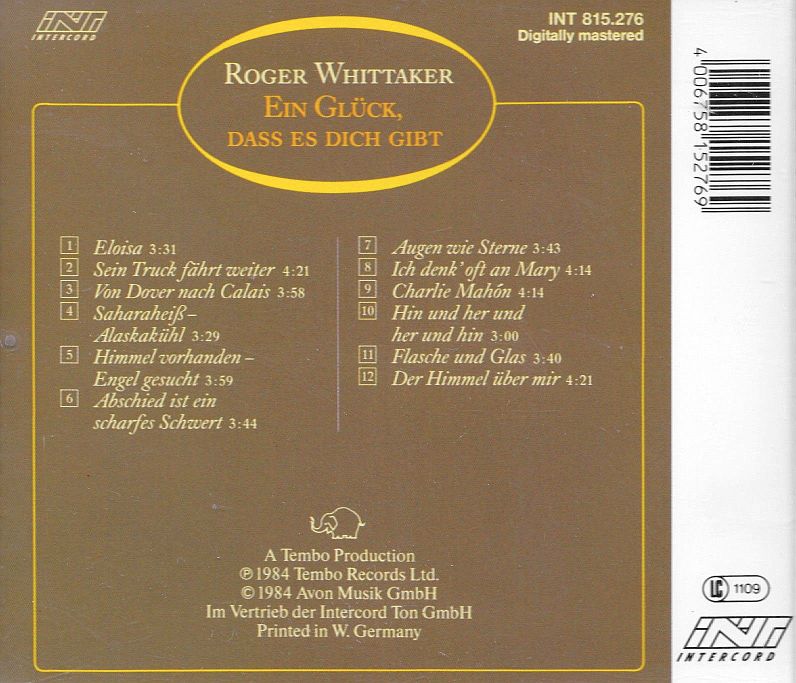 INT
INTERCORD
INT 815.276
Digitally mastered
ROGER WHITTAKER
EIN GLÜCK,
DASS ES DICH GIBT
1 Eloisa 3:31
2 Sein Truck fährt weiter 4:21
3 Von Dover nach Calais 3:58
4 Saharaheiß–
Alaskakühl 3:29
5 Himmel vorhanden –
Engel gesucht 3:59
6 Abschied ist ein
scharfes Schwert 3:44
7 Augen wie Sterne 3:43
8 Ich denk' oft an Mary 4:14
9 Charlie Mahón 4:14
10 Hin und her und
her und hin 3:00
11 Flasche und Glas 3:40
12 Der Himmel über mir 4:21
A Tembo Production
℗ 1984 Tembo Records Ltd.
© 1984 Avon Musik GmbH
Im Vertrieb der Intercord Ton GmbH
Printed in W. Germany
4 006758 152769
LC 1109
INT
INTERCORD